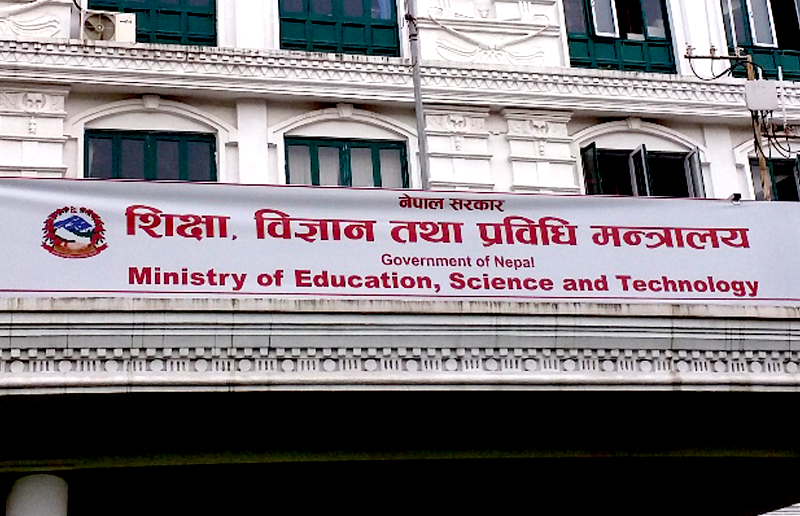 नेपाल सरकार
शिक्षा, विज्ञान तथा प्रविधि मन्त्रालय
Government of Nepal
Ministry of Education, Science and Technology